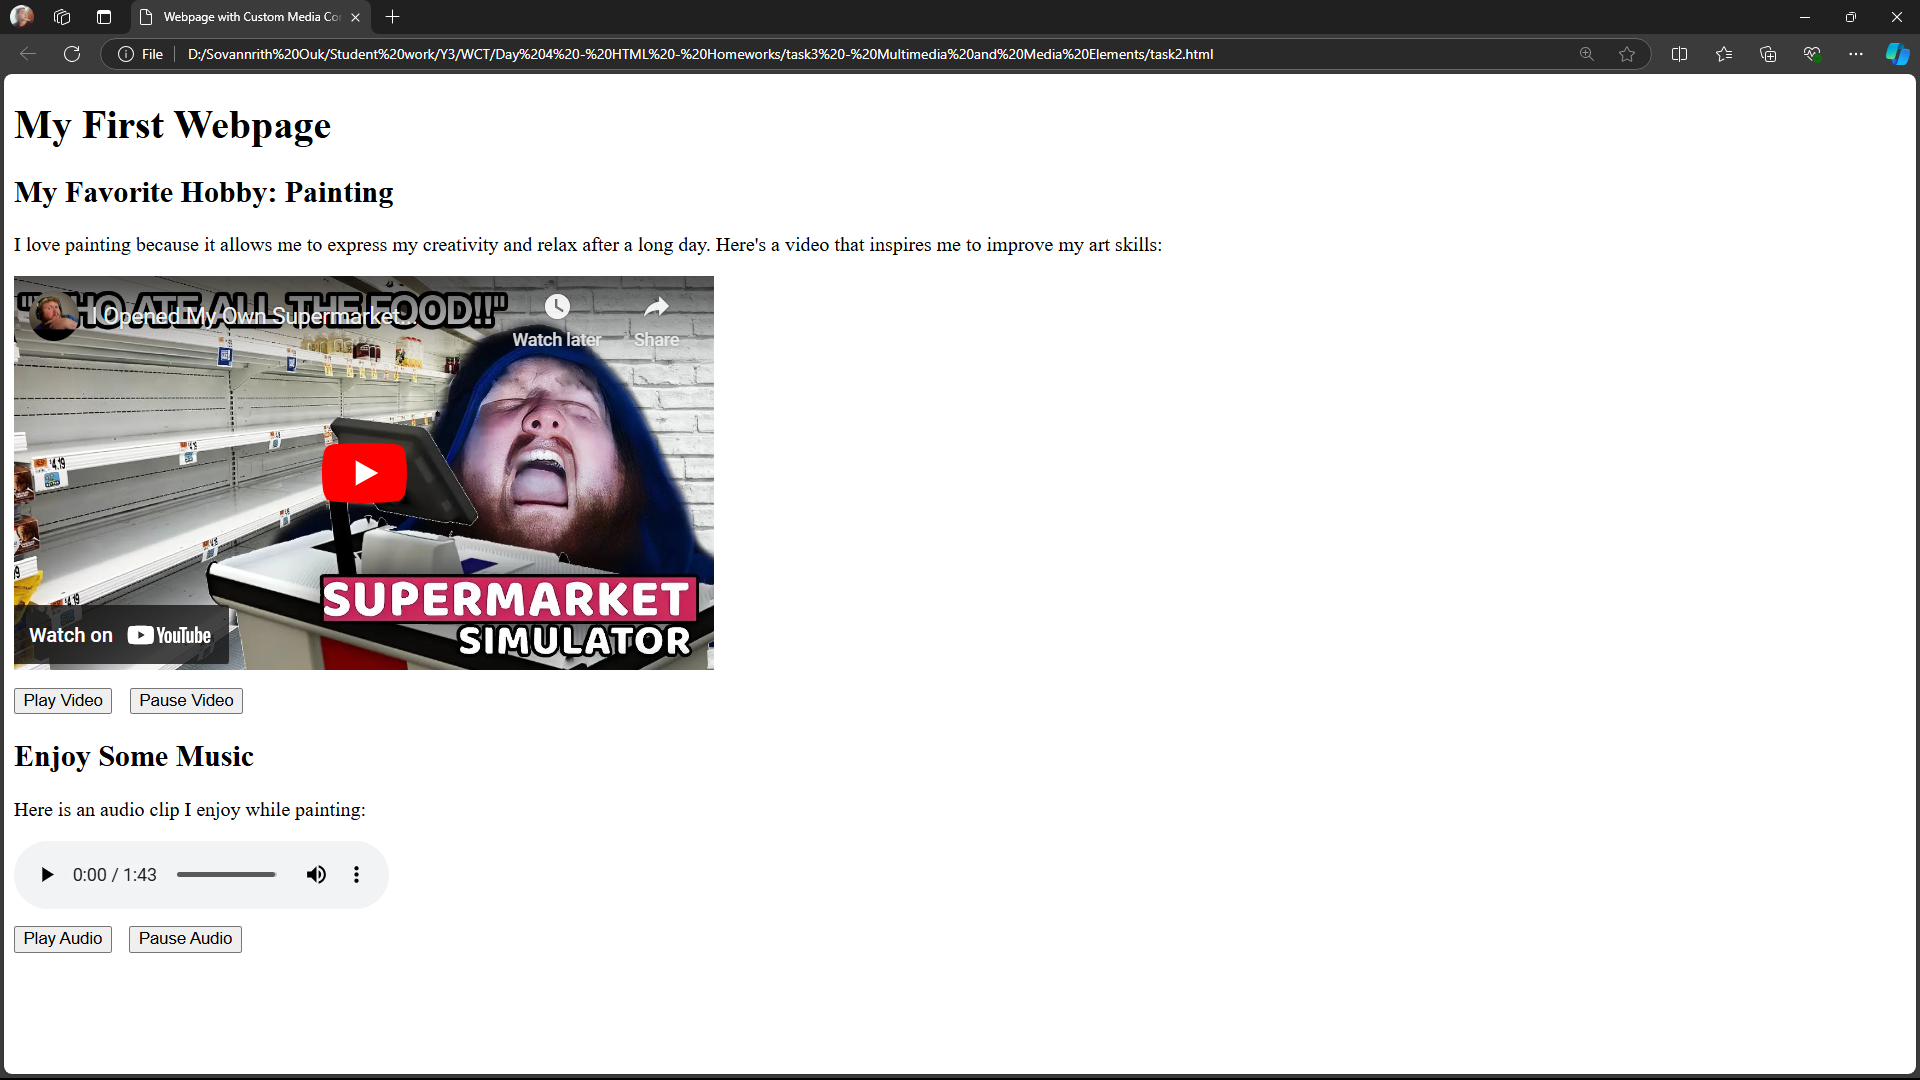 Webpage with Custom Media Co
File
D:/Sovannrith%20Ouk/Student%20work/Y3/WCT/Day%204%20-%20HTML%20-%20Homeworks/task3%20-%20Multimedia%20and%20Media%20Elements/task2.html
My First Webpage
My Favorite Hobby: Painting
I love painting because it allows me to express my creativity and relax after a long day. Here's a video that inspires me to improve my art skills:
"WHO ATE ALL THE FOOD!!"
I Opened My Own Supermarket...
Watch later
Share
4.19
4.19
SUPERMARKET
SIMULATOR
Watch on YouTube
Play Video
Pause Video
Enjoy Some Music
Here is an audio clip I enjoy while painting:
0:00 / 1:43
Play Audio
Pause Audio